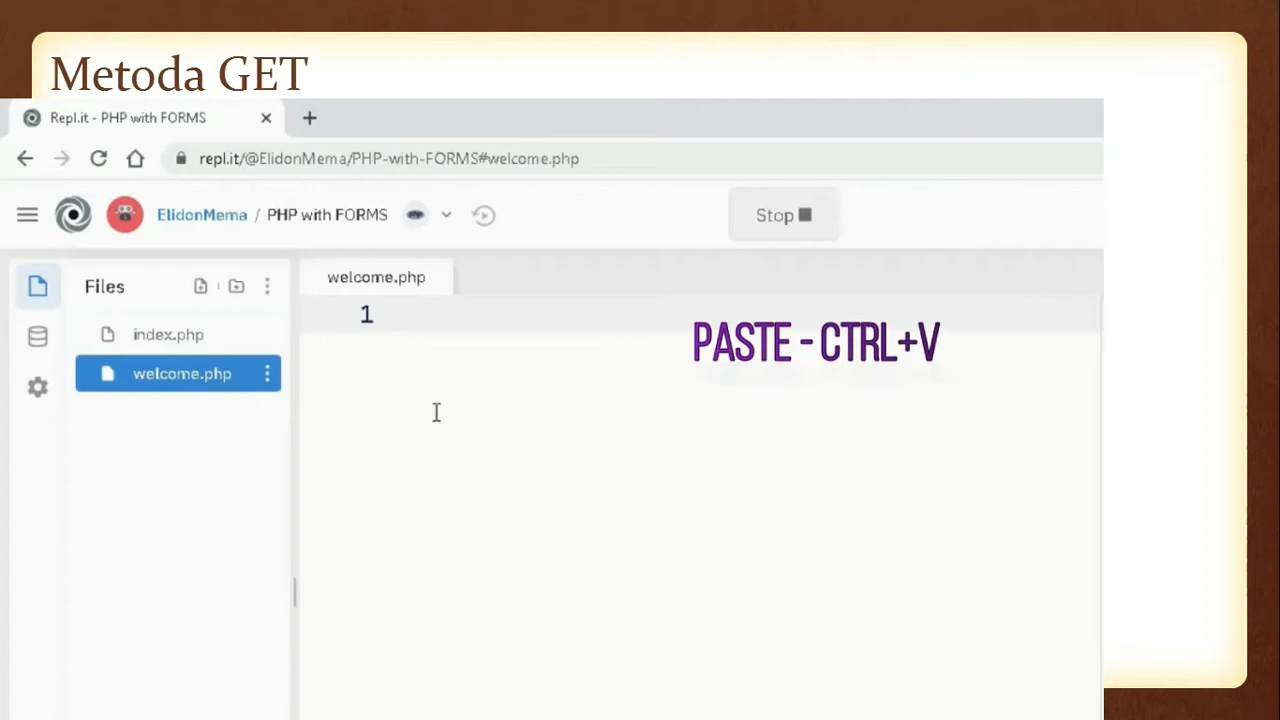 Metoda GET
Repl.it - PHP with FORMS
repl.it/@ElidonMema/PHP-with-FORMS#welcome.php
ElidonMema / PHP with FORMS
Stop
Files
welcome.php
index.php
1
welcome.php
PASTE - CTRL+V